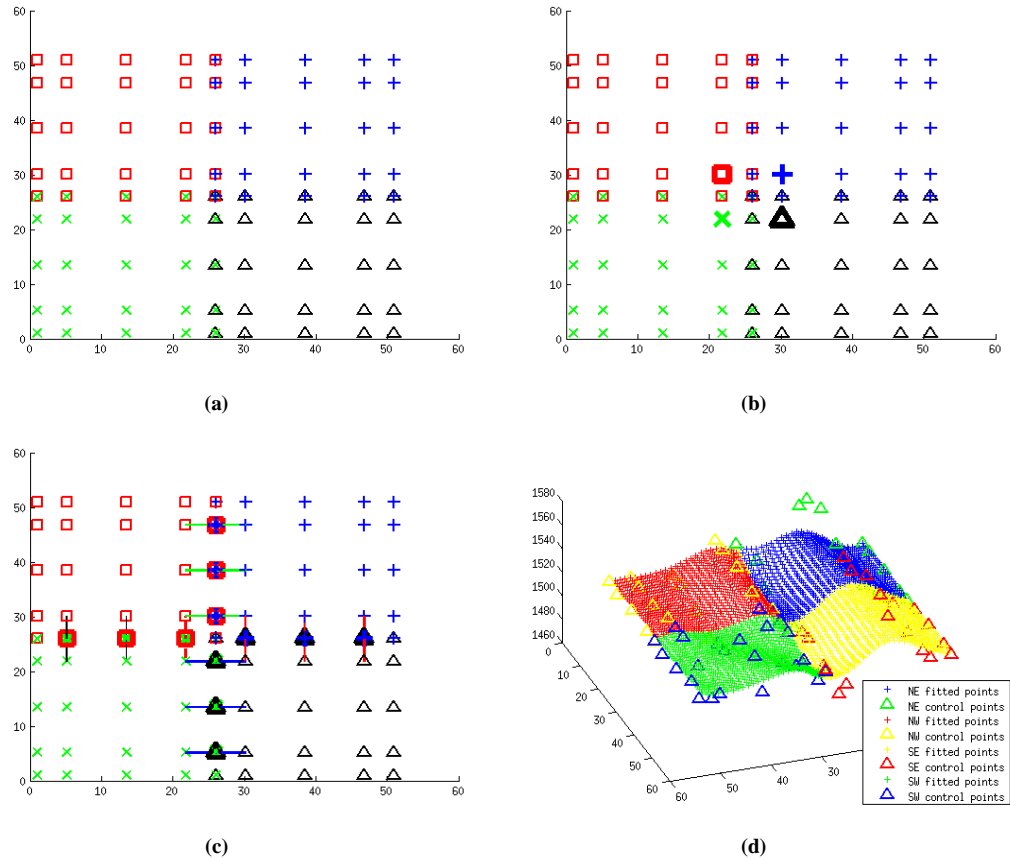 60
50
40
30
20
10
0
0 10 20 30 40 50 60
(a)
60
50
40
30
20
10
0
0 10 20 30 40 50 60
(b)
60
50
40
30
20
10
0
0 10 20 30 40 50 60
(c)
1580
1560
1540
1520
1500
1480
1460
0
10
20
30
40
50
60
60 50 40 30
NE fitted points
NE control points
NW fitted points
NW control points
SE fitted points
SE control points
SW fitted points
SW control points
(d)